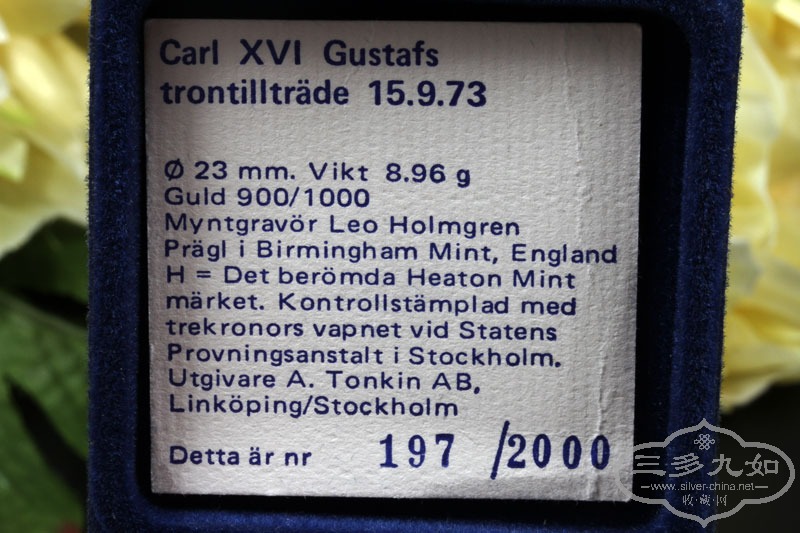 Carl XVI Gustafs
trontillträde 15.9.73
Ø 23 mm. Vikt 8.96 g
Guld 900/1000
Myntgravör Leo Holmgren
Prägl i Birmingham Mint, England
H = Det berömda Heaton Mint
märket. Kontrollstämplad med
trekronors vapnet vid Statens
Provningsanstalt i Stockholm.
Utgivare A. Tonkin AB,
Linköping/Stockholm
Detta är nr 197 /2000
三多九如
www.silver-china.net
收藏网